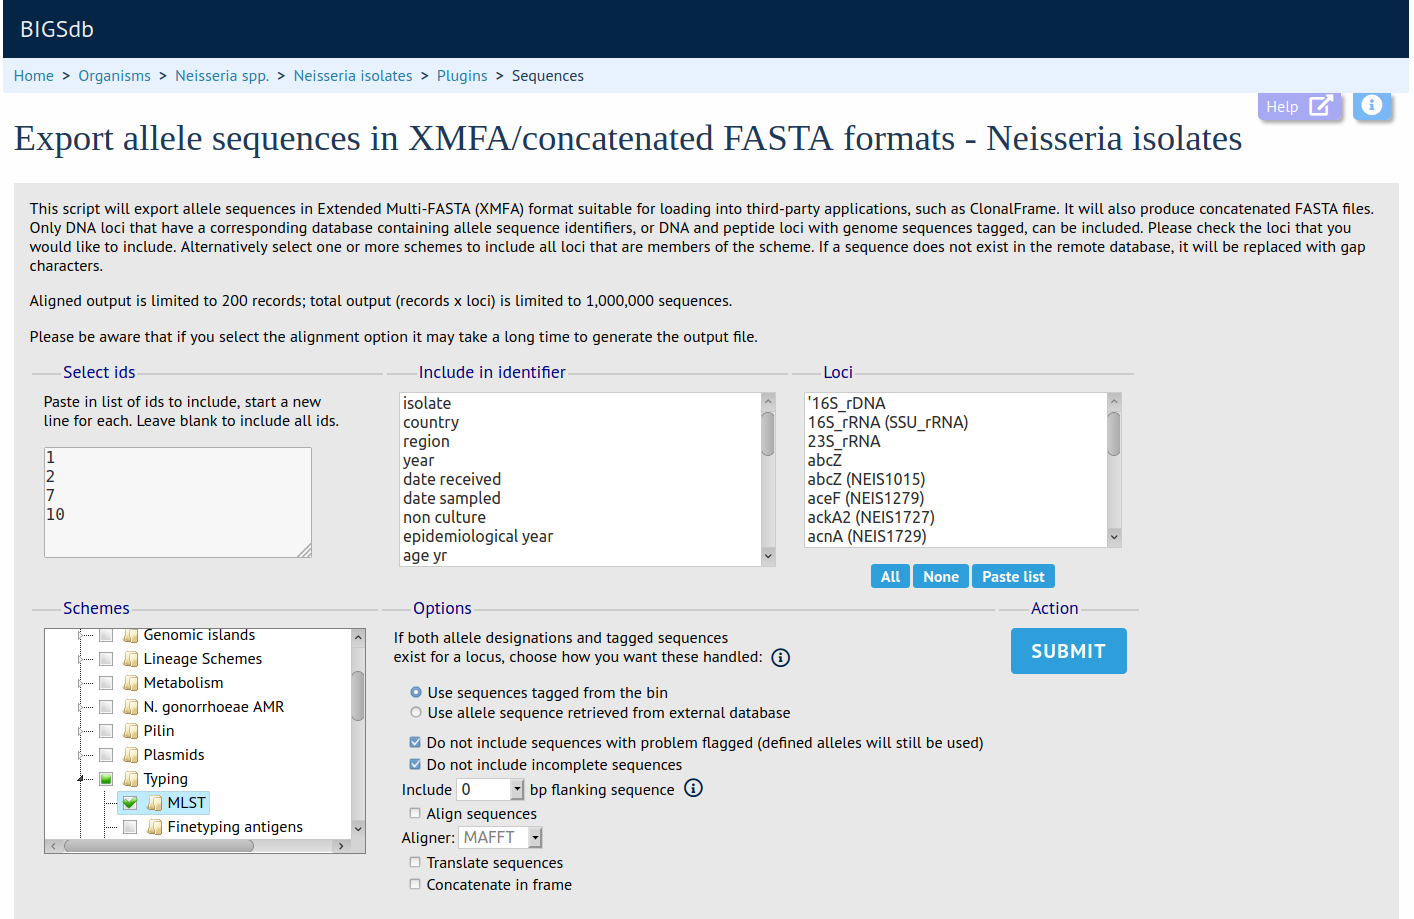 BIGSdb
Home > Organisms > Neisseria spp. > Neisseria isolates > Plugins > Sequences
Help
Export allele sequences in XMFA/concatenated FASTA formats - Neisseria isolates
This script will export allele sequences in Extended Multi-FASTA (XMFA) format suitable for loading into third-party applications, such as ClonalFrame. It will also produce concatenated FASTA files.
Only DNA loci that have a corresponding database containing allele sequence identifiers, or DNA and peptide loci with genome sequences tagged, can be included. Please check the loci that you
would like to include. Alternatively select one or more schemes to include all loci that are members of the scheme. If a sequence does not exist in the remote database, it will be replaced with gap
characters.
Aligned output is limited to 200 records; total output (records x loci) is limited to 1,000,000 sequences.
Please be aware that if you select the alignment option it may take a long time to generate the output file.
Select ids
Paste in list of ids to include, start a new
line for each. Leave blank to include all ids.
1
2
7
10
Include in identifier
isolate
country
region
year
date received
date sampled
non culture
epidemiological year
age yr
Loci
'16S_rDNA
16S_rRNA (SSU_rRNA)
23S_rRNA
abcZ
abcZ (NEIS1015)
aceF (NEIS1279)
ackA2 (NEIS1727)
acnA (NEIS1729)
All None Paste list
Schemes
Genomic islands
Lineage Schemes
Metabolism
N. gonorrhoeae AMR
Pilin
Plasmids
Typing
MLST
Finetyping antigens
Options
If both allele designations and tagged sequences
exist for a locus, choose how you want these handled:
Use sequences tagged from the bin
Use allele sequence retrieved from external database
Do not include sequences with problem flagged (defined alleles will still be used)
Do not include incomplete sequences
Include 0 bp flanking sequence
Align sequences
Aligner: MAFFT
Translate sequences
Concatenate in frame
Action
SUBMIT